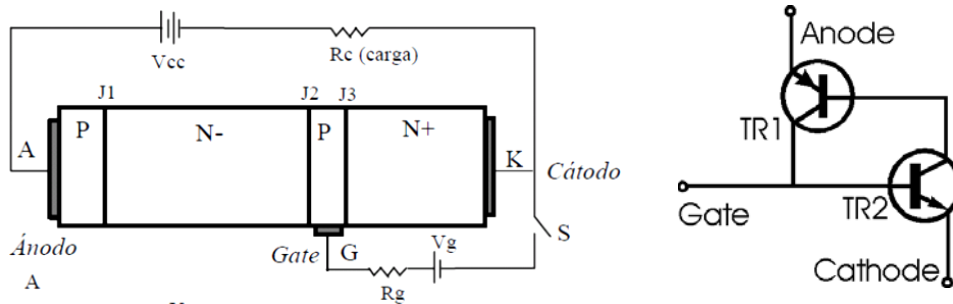 Vcc
Rc (carga)
J1
J2
J3
P
N-
P
N+
A
K
Cátodo
Ánodo
Gate
G
Vg
S
A
Rg
Anode
TR1
Gate
TR2
Cathode